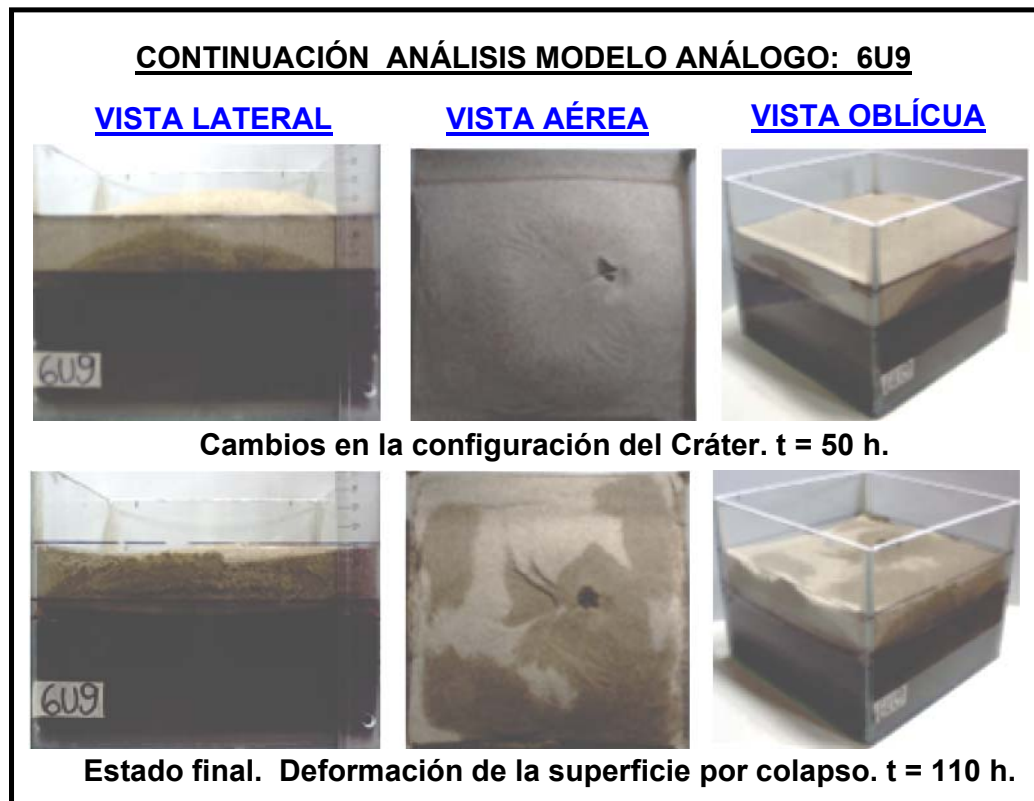 CONTINUACIÓN ANÁLISIS MODELO ANÁLOGO: 6U9
VISTA LATERAL VISTA AÉREA VISTA OBLÍCUA
6U9
Cambios en la configuración del Cráter. t = 50 h.
6U9
Estado final. Deformación de la superficie por colapso. t = 110 h.